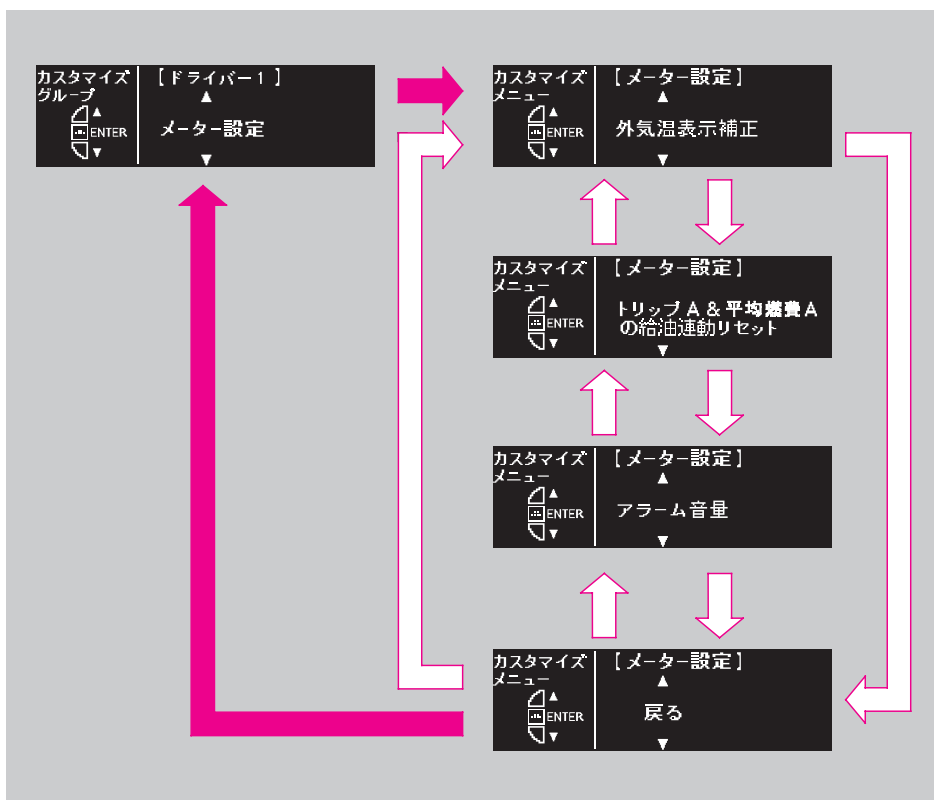 カスタマイズ
グループ
▲
ENTER
▼
【ドライバー1】
▲
メーター設定
▼
カスタマイズ
メニュー
▲
ENTER
▼
【メーター設定】
▲
外気温表示補正
▼
カスタマイズ
メニュー
▲
ENTER
▼
【メーター設定】
トリップA&平均燃費A
の給油連動リセット
▼
カスタマイズ
メニュー
▲
ENTER
▼
【メーター設定】
▲
アラーム音量
▼
カスタマイズ
メニュー
▲
ENTER
▼
【メーター設定】
▲
戻る
▼